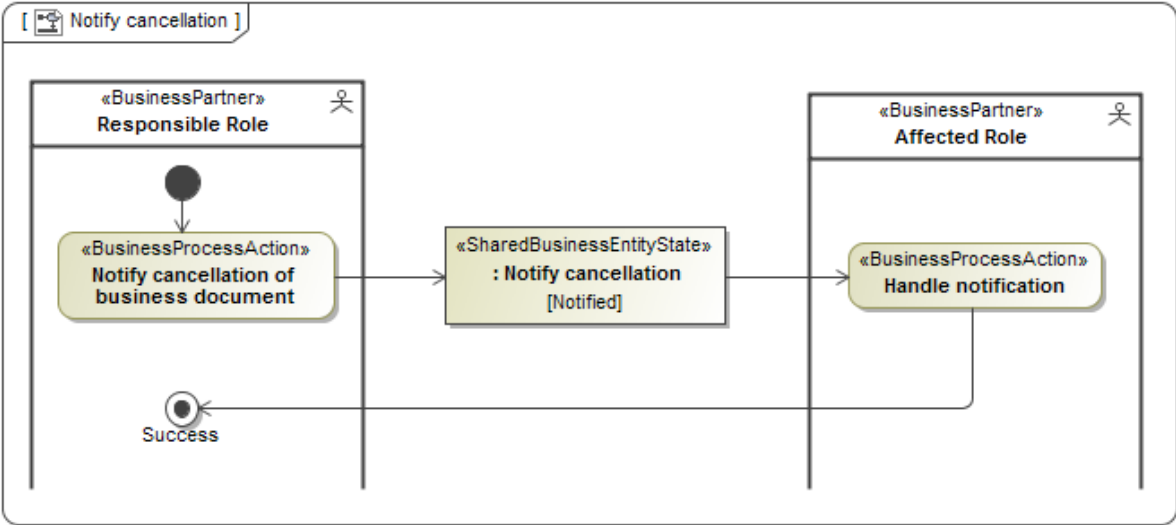 [ Notify cancellation ]
«BusinessPartner»
Responsible Role
«BusinessProcessAction»
Notify cancellation of
business document
Success
«SharedBusinessEntityState»
: Notify cancellation
[Notified]
«BusinessPartner»
Affected Role
«BusinessProcessAction»
Handle notification